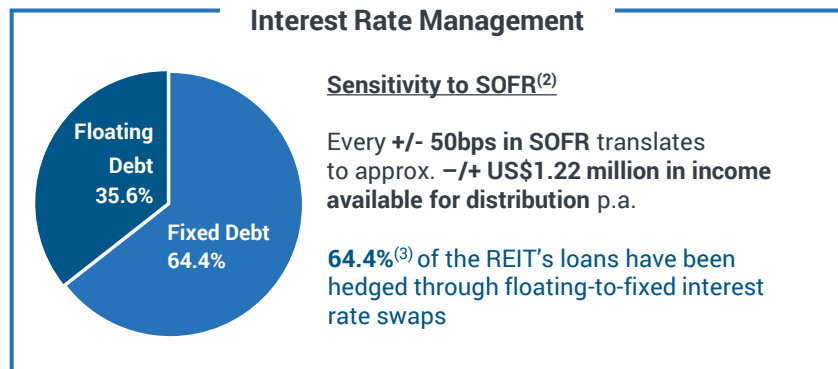 Interest Rate Management
Floating
Debt
35.6%
Fixed Debt
64.4%
Sensitivity to SOFR(2)
Every +/- 50bps in SOFR translates
to approx. –/+ US$1.22 million in income
available for distribution p.a.
64.4%(3) of the REIT's loans have been
hedged through floating-to-fixed interest
rate swaps